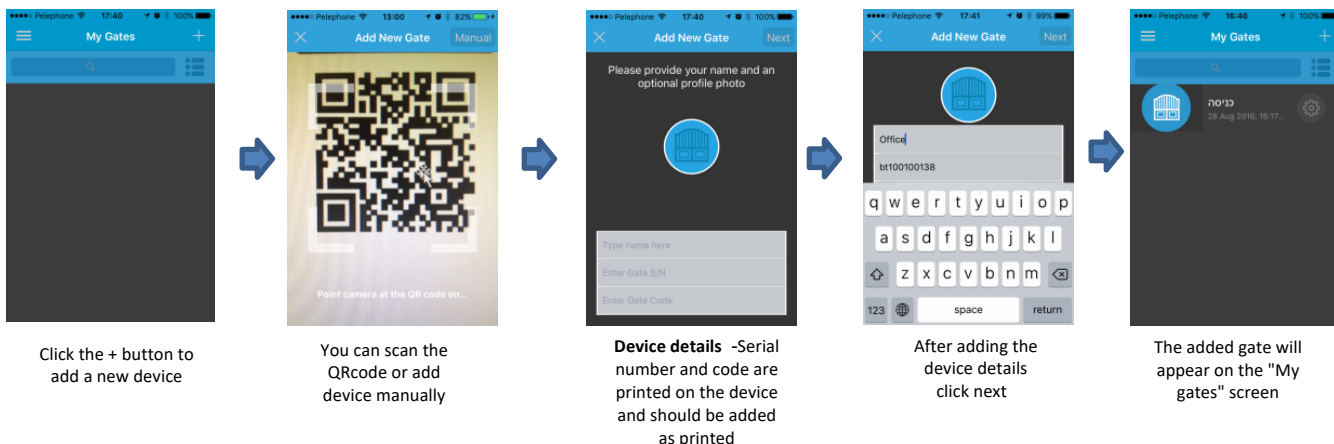 Pelephone 17:40 100%
My Gates +
Click the + button to
add a new device
Pelephone 13:00 82%
Add New Gate Manual
Point camera at the QR code on...
You can scan the
QRcode or add
device manually
Pelephone 17:40 100%
Add New Gate Next
Please provide your name and an
optional profile photo
Type name here
Enter Gate S/N
Enter Gate Code
Device details -Serial
number and code are
printed on the device
and should be added
as printed
Pelephone 17:41 99%
Add New Gate Next
Office
bt100100138
q w e r t y u i o p
a s d f g h j k l
z x c v b n m
123 space return
After adding the
device details
click next
Pelephone 16:46 100%
My Gates +
כניסה
28 Aug 2016, 15:17...
The added gate will
appear on the "My
gates" screen